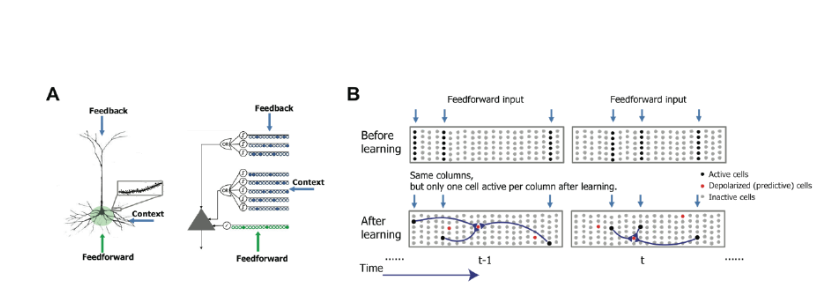 A
Feedback
Context
Feedforward
Feedback
Context
Feedforward
B
Feedforward input
Feedforward input
Before
learning
Same columns,
but only one cell active per column after learning.
Active cells
Depolarized (predictive) cells
Inactive cells
After
learning
......
t-1
t
......
Time